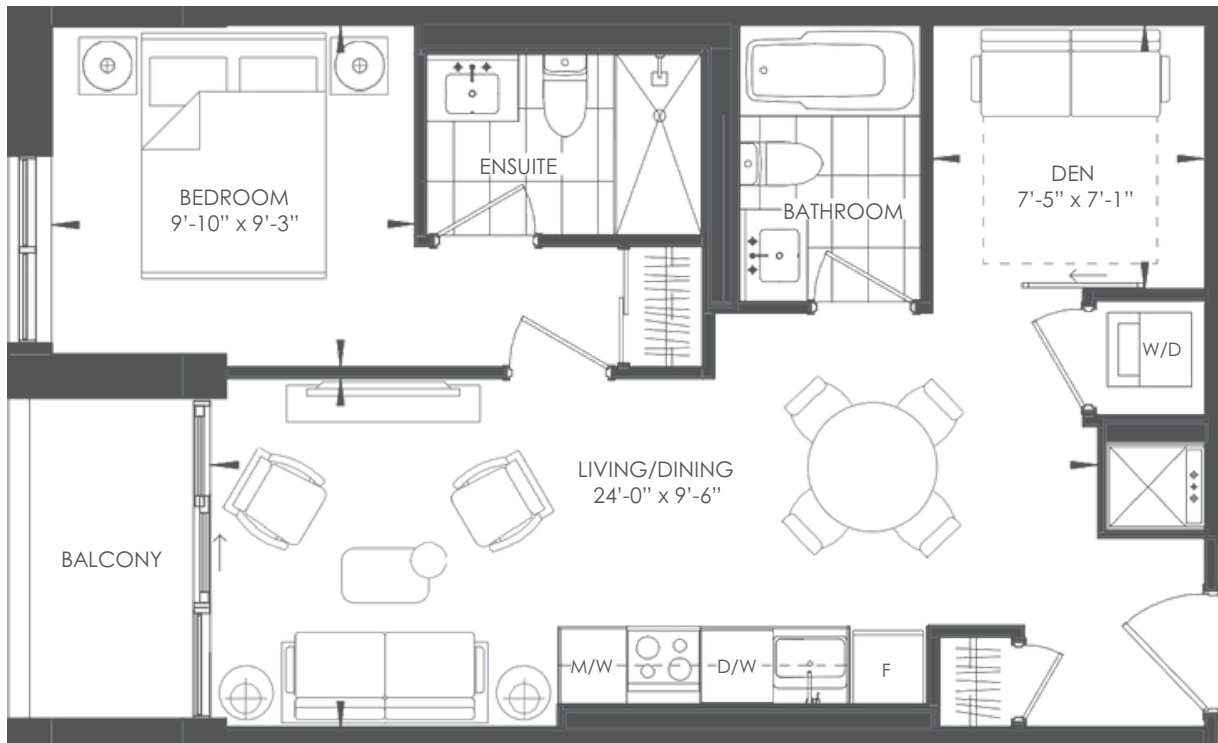 BEDROOM
9’-10” x 9’-3”
ENSUITE
BATHROOM
DEN
7’-5” x 7’-1”
W/D
LIVING/DINING
24’-0” x 9’-6”
BALCONY
M/W
D/W
F